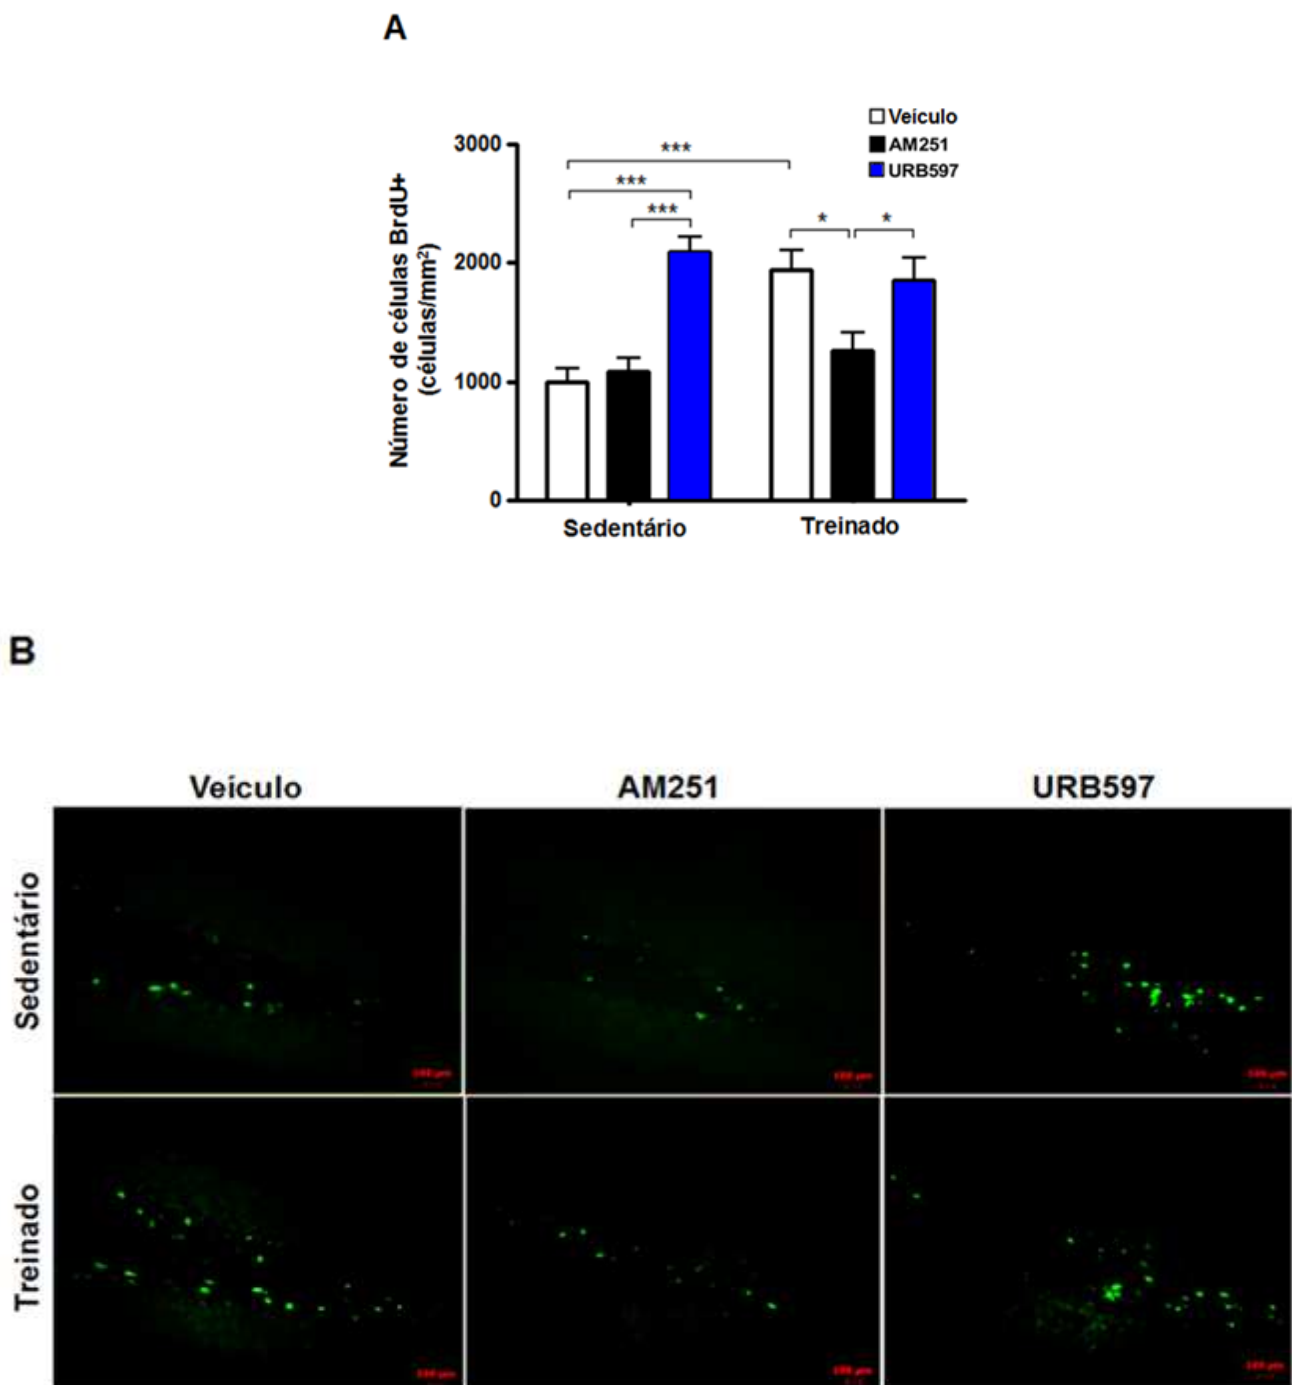 A
Veículo
AM251
URB597
3000
2000
1000
0
***
***
***
*
*
Número de células BrdU+
(células/mm²)
Sedentário
Treinado
B
Veículo
AM251
URB597
Sedentário
Treinado